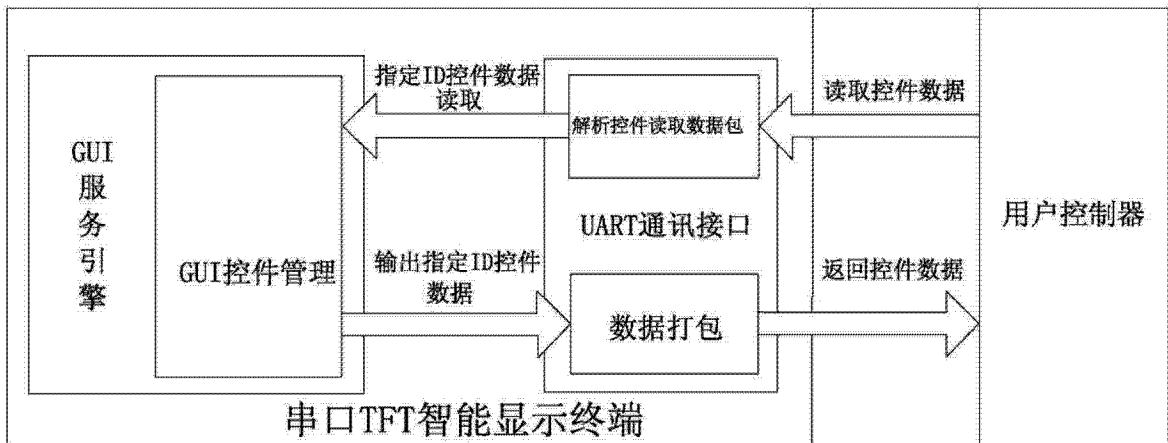 GUI
服
务
引
擎
GUI控件管理
指定ID控件数据
读取
输出指定ID控件
数据
解析控件读取数据包
UART通讯接口
数据打包
读取控件数据
返回控件数据
用户控制器
串口TFT智能显示终端